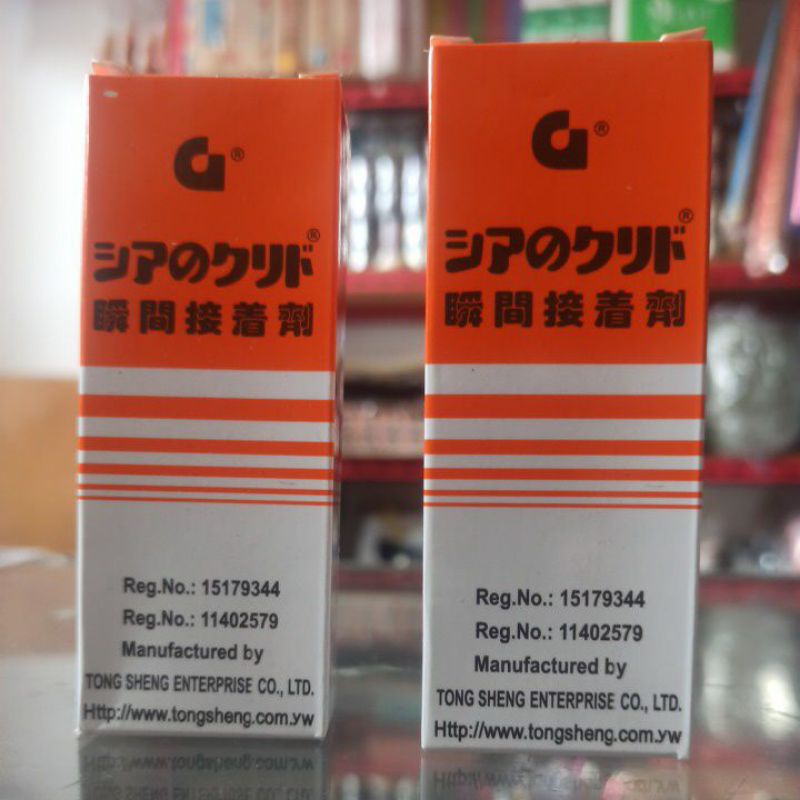 G®
シアのクリド®
瞬間接着劑
Reg.No.: 15179344
Reg.No.: 11402579
Manufactured by
TONG SHENG ENTERPRISE CO., LTD.
Http://www.tongsheng.com.yw
G®
シアのクリド®
瞬間接着劑
Reg.No.: 15179344
Reg.No.: 11402579
Manufactured by
TONG SHENG ENTERPRISE CO., LTD.
Http://www.tongsheng.com.yw